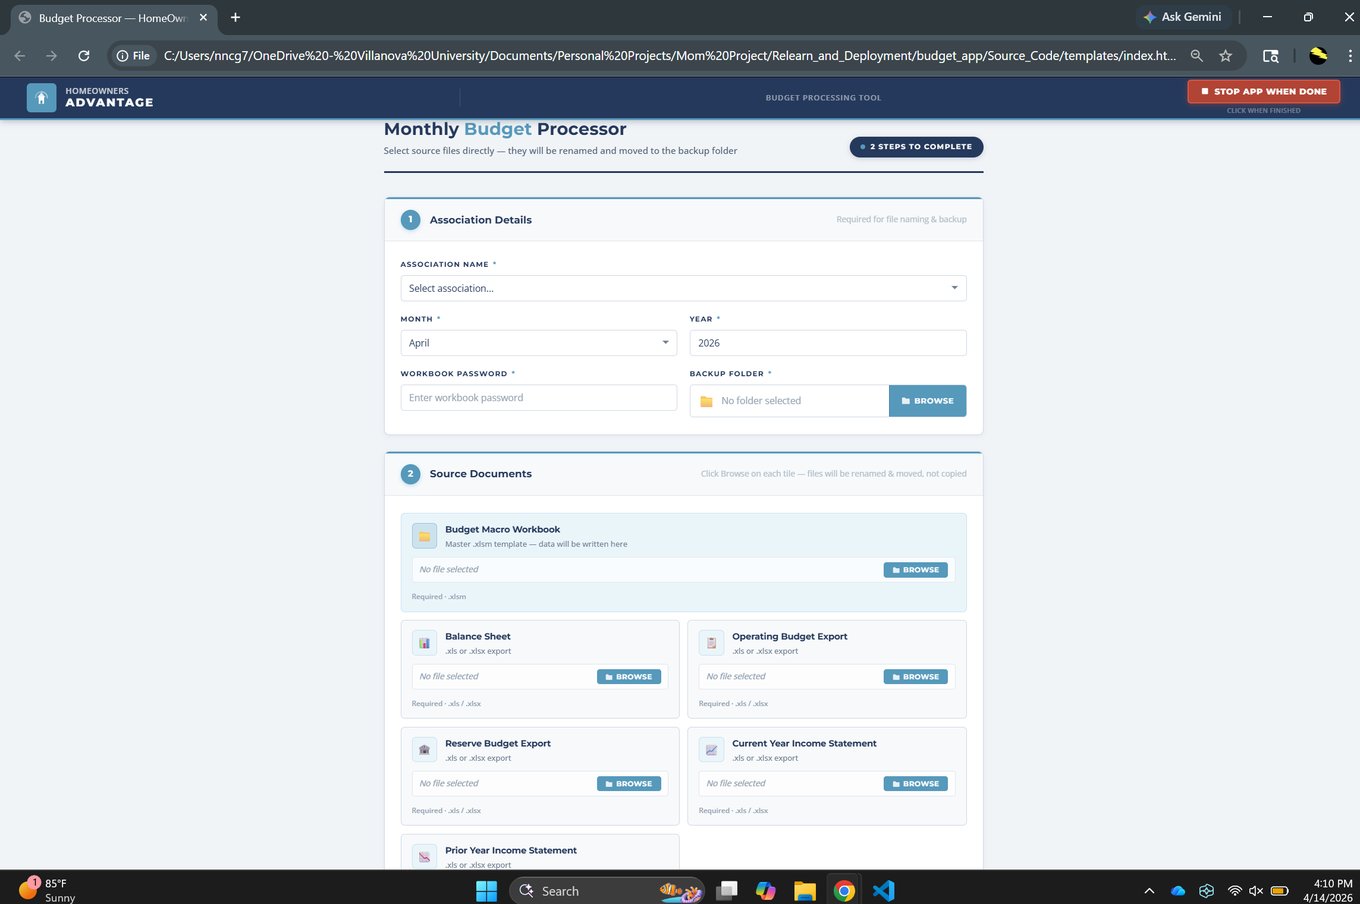 Budget Processor — HomeOwn
Ask Gemini
File
C:/Users/nncg7/OneDrive%20-%20Villanova%20University/Documents/Personal%20Projects/Mom%20Project/Relearn_and_Deployment/budget_app/Source_Code/templates/index.ht...
HOMEOWNERS
ADVANTAGE
BUDGET PROCESSING TOOL
STOP APP WHEN DONE
CLICK WHEN FINISHED
Monthly Budget Processor
Select source files directly — they will be renamed and moved to the backup folder
2 STEPS TO COMPLETE
1 Association Details
Required for file naming & backup
ASSOCIATION NAME *
Select association...
MONTH *
YEAR *
April
2026
WORKBOOK PASSWORD *
BACKUP FOLDER *
Enter workbook password
No folder selected
BROWSE
2 Source Documents
Click Browse on each tile — files will be renamed & moved, not copied
Budget Macro Workbook
Master .xlsm template — data will be written here
No file selected
BROWSE
Required · .xlsm
Balance Sheet
.xls or .xlsx export
No file selected
BROWSE
Required · .xls / .xlsx
Operating Budget Export
.xls or .xlsx export
No file selected
BROWSE
Required · .xls / .xlsx
Reserve Budget Export
.xls or .xlsx export
No file selected
BROWSE
Required · .xls / .xlsx
Current Year Income Statement
.xls or .xlsx export
No file selected
BROWSE
Required · .xls / .xlsx
Prior Year Income Statement
.xls or .xlsx export
1
85°F
Sunny
Search
4:10 PM
4/14/2026